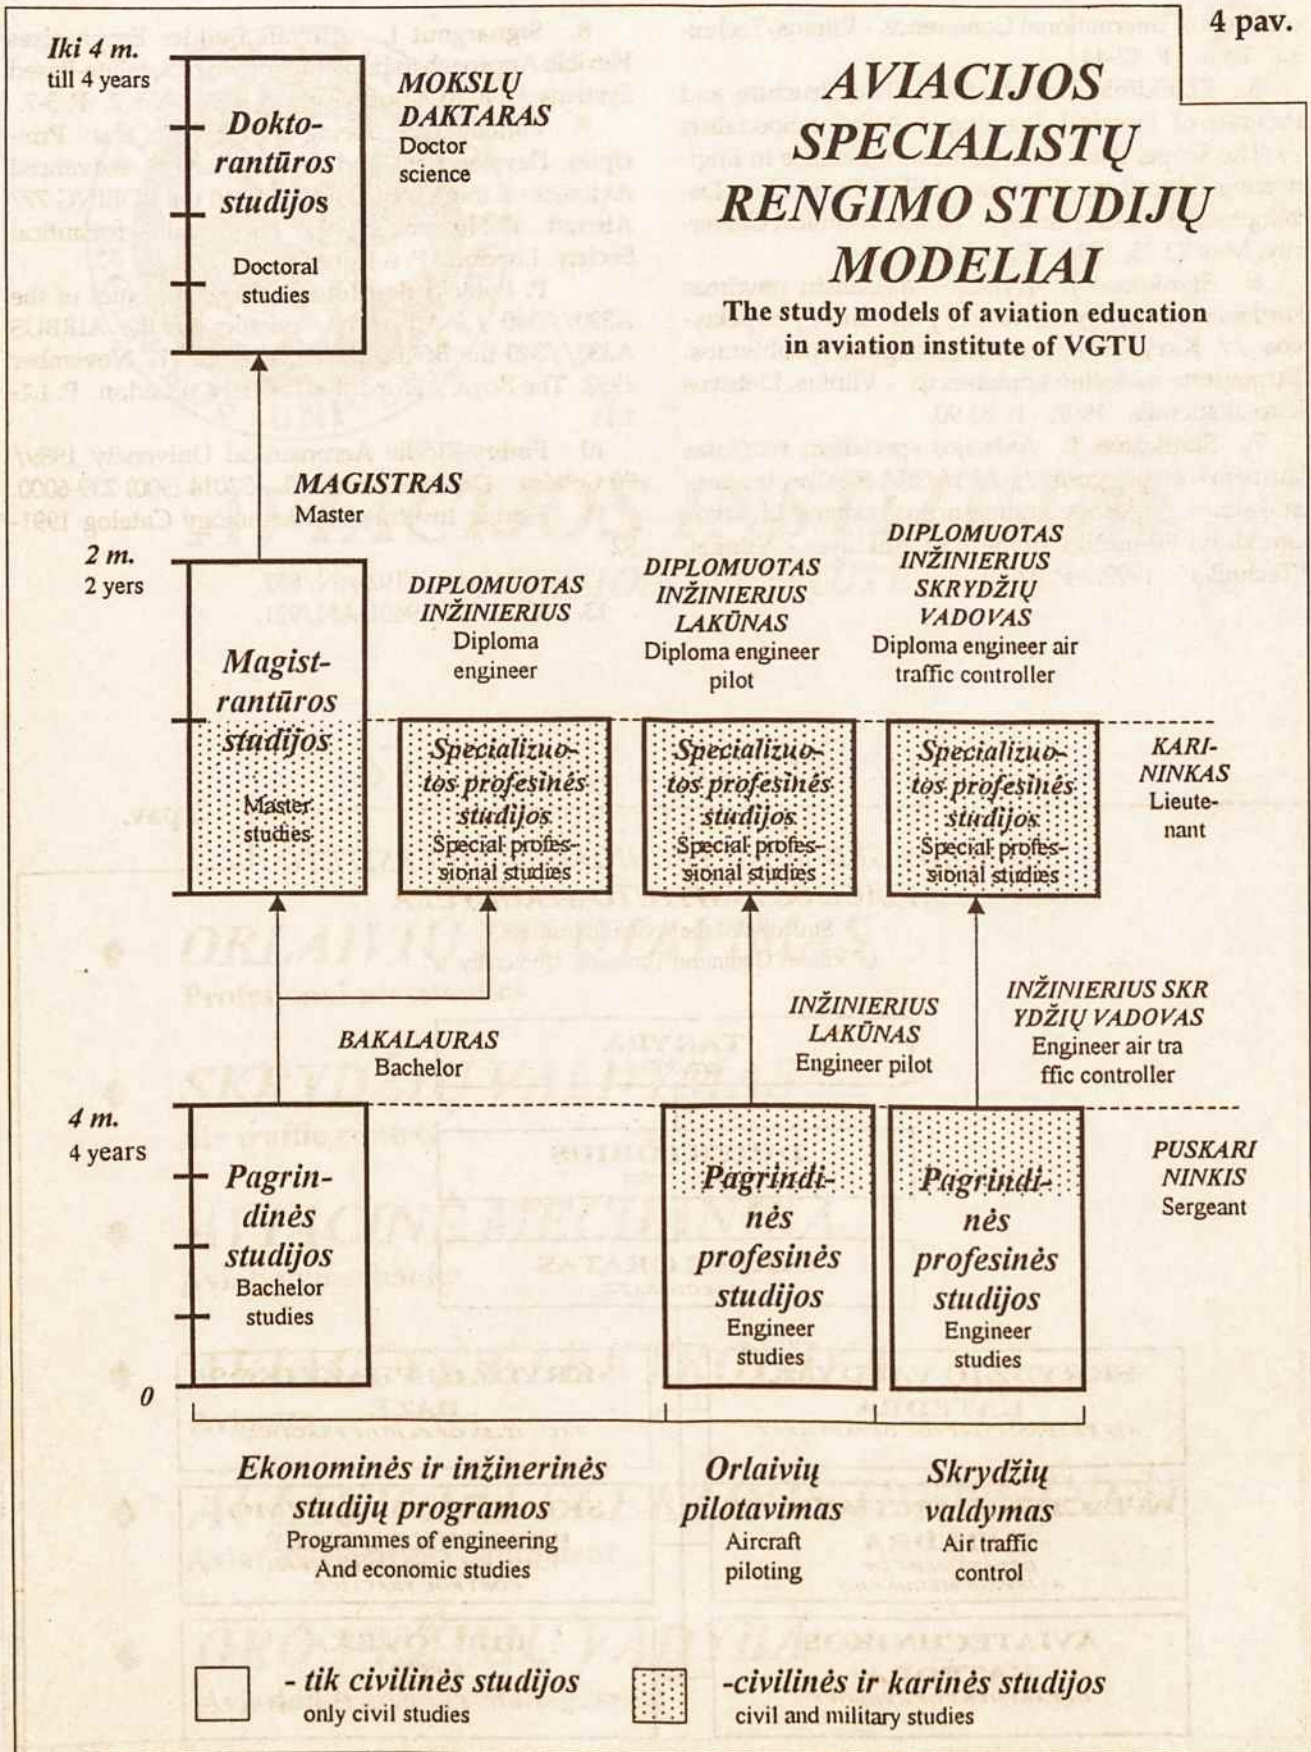 4 pav.
AVIACIJOS
SPECIALISTŲ
RENGIMO STUDIJŲ
MODELIAI
The study models of aviation education
in aviation institute of VGTU
Iki 4 m.
till 4 years
Dokto-
rantūros
studijos
Doctoral
studies
MOKSLŲ
DAKTARAS
Doctor
science
MAGISTRAS
Master
2 m.
2 yers
Magist-
rantūros
studijos
Master
studies
DIPLOMUOTAS
INŽINIERIUS
Diploma
engineer
DIPLOMUOTAS
INŽINIERIUS
LAKŪNAS
Diploma engineer
pilot
DIPLOMUOTAS
INŽINIERIUS
SKRYDŽIŲ
VADOVAS
Diploma engineer air
traffic controller
Specializuo-
tos profesinės
studijos
Special profes-
sional studies
Specializuo-
tos profesinės
studijos
Special profes-
sional studies
Specializuo-
tos profesinės
studijos
Special profes-
sional studies
KARI-
NINKAS
Lieute-
nant
BAKALAURAS
Bachelor
INŽINIERIUS
LAKŪNAS
Engineer pilot
INŽINIERIUS SKR
YDŽIŲ VADOVAS
Engineer air tra
ffic controller
4 m.
4 years
Pagrin-
dinės
studijos
Bachelor
studies
Pagrindi-
nės
profesinės
studijos
Engineer
studies
Pagrindi-
nės
profesinės
studijos
Engineer
studies
PUSKARI
NINKIS
Sergeant
0
Ekonominės ir inžinerinės
studijų programos
Programmes of engineering
And economic studies
Orlaivių
pilotavimas
Aircraft
piloting
Skrydžių
valdymas
Air traffic
control
- tik civilinės studijos
only civil studies
-civilinės ir karinės studijos
civil and military studies